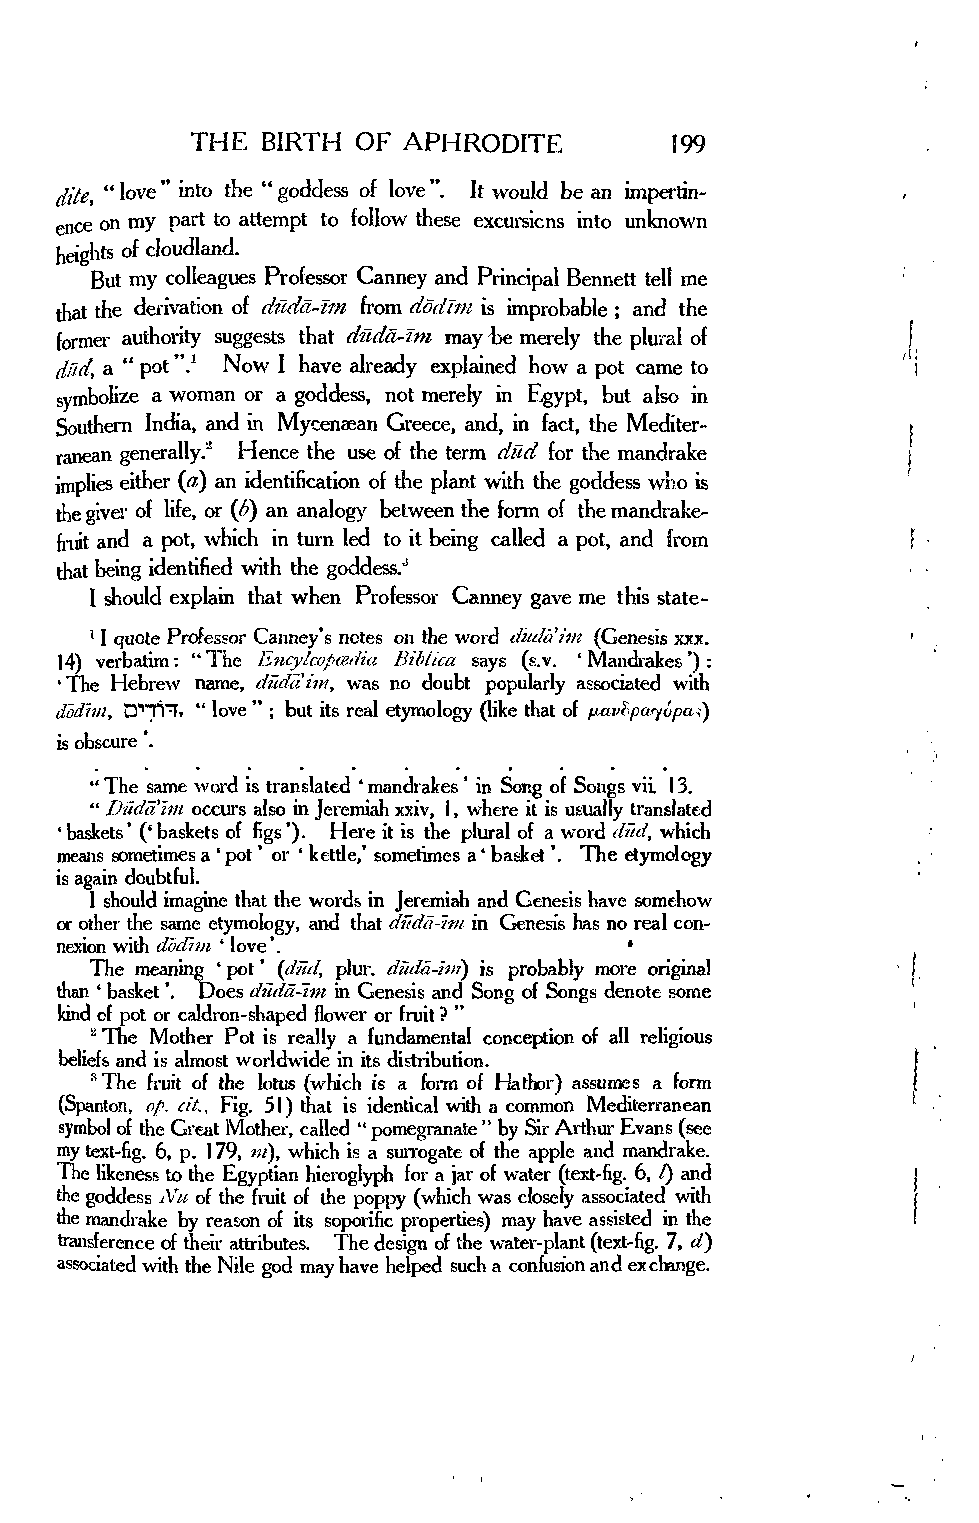 THE BIRTH OF APHRODITE 199
dite, “love” into the “goddess of love”. It would be an impertin-
ence on my part to attempt to follow these excursions into unknown
heights of cloudland.
But my colleagues Professor Canney and Principal Bennett tell me
that the derivation of dūdā-īm from dōdīm is improbable ; and the
former authority suggests that dūdā-īm may be merely the plural of
dūd, a “ pot ”.¹ Now I have already explained how a pot came to
symbolize a woman or a goddess, not merely in Egypt, but also in
Southern India, and in Mycenæan Greece, and, in fact, the Mediter-
ranean generally.² Hence the use of the term dūd for the mandrake
implies either (a) an identification of the plant with the goddess who is
the giver of life, or (b) an analogy between the form of the mandrake-
fruit and a pot, which in turn led to it being called a pot, and from
that being identified with the goddess.³
I should explain that when Professor Canney gave me this state-
¹ I quote Professor Canney's notes on the word dūdā'im (Genesis xxx.
14) verbatim : “The Encylcopædia Biblica says (s.v. ‘ Mandrakes ’) :
‘The Hebrew name, dūdā'im, was no doubt popularly associated with
dōdīm, דּוֹדִים, “ love ” ; but its real etymology (like that of μανδραγόρας)
is obscure ’.
. . . . . . . . . . . .
“ The same word is translated ‘ mandrakes ’ in Song of Songs vii. 13.
“ Dūdā'īm occurs also in Jeremiah xxiv, 1, where it is usually translated
‘ baskets ’ (‘ baskets of figs ’). Here it is the plural of a word dūd, which
means sometimes a ‘ pot ’ or ‘ kettle,’ sometimes a ‘ basket ’. The etymology
is again doubtful.
I should imagine that the words in Jeremiah and Genesis have somehow
or other the same etymology, and that dūdā-īm in Genesis has no real con-
nexion with dōdīm ‘ love ’.
The meaning ‘ pot ’ (dūd, plur. dūdā-īm) is probably more original
than ‘ basket ’. Does dūdā-īm in Genesis and Song of Songs denote some
kind of pot or caldron-shaped flower or fruit ? ”
² The Mother Pot is really a fundamental conception of all religious
beliefs and is almost worldwide in its distribution.
³ The fruit of the lotus (which is a form of Hathor) assumes a form
(Spanton, op. cit., Fig. 51) that is identical with a common Mediterranean
symbol of the Great Mother, called “ pomegranate ” by Sir Arthur Evans (see
my text-fig. 6, p. 179, m), which is a surrogate of the apple and mandrake.
The likeness to the Egyptian hieroglyph for a jar of water (text-fig. 6, l) and
the goddess Nu of the fruit of the poppy (which was closely associated with
the mandrake by reason of its soporific properties) may have assisted in the
transference of their attributes. The design of the water-plant (text-fig. 7, d)
associated with the Nile god may have helped such a confusion and exchange.